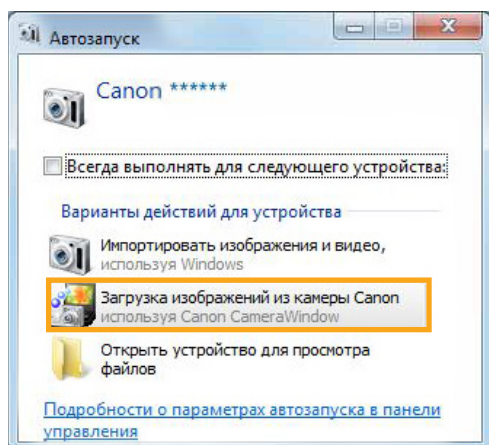 Автозапуск
Canon ******
Всегда выполнять для следующего устройства:
Варианты действий для устройства
Импортировать изображения и видео,
используя Windows
Загрузка изображений из камеры Canon
используя Canon CameraWindow
Открыть устройство для просмотра
файлов
Подробности о параметрах автозапуска в панели
управления